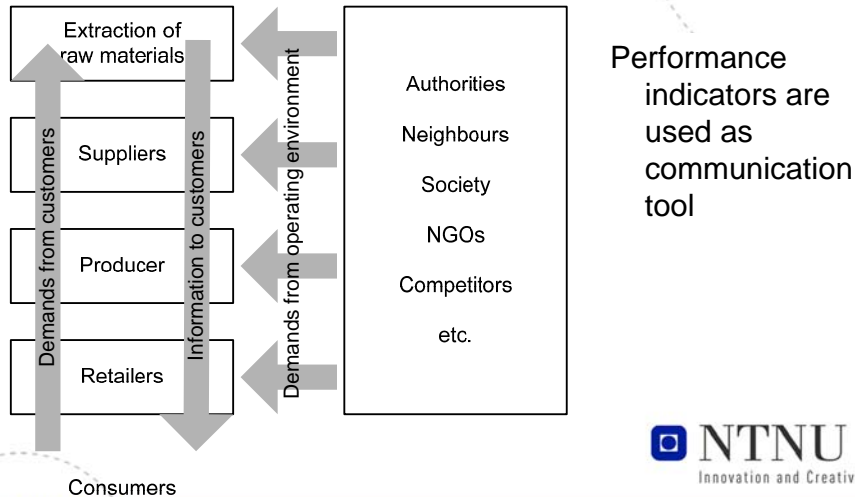 Extraction of
raw materials
Suppliers
Producer
Retailers
Demands from customers
Information to customers
Demands from operating environment
Authorities
Neighbours
Society
NGOs
Competitors
etc.
Consumers
Performance
indicators are
used as
communication
tool
NTNU
Innovation and Creativ